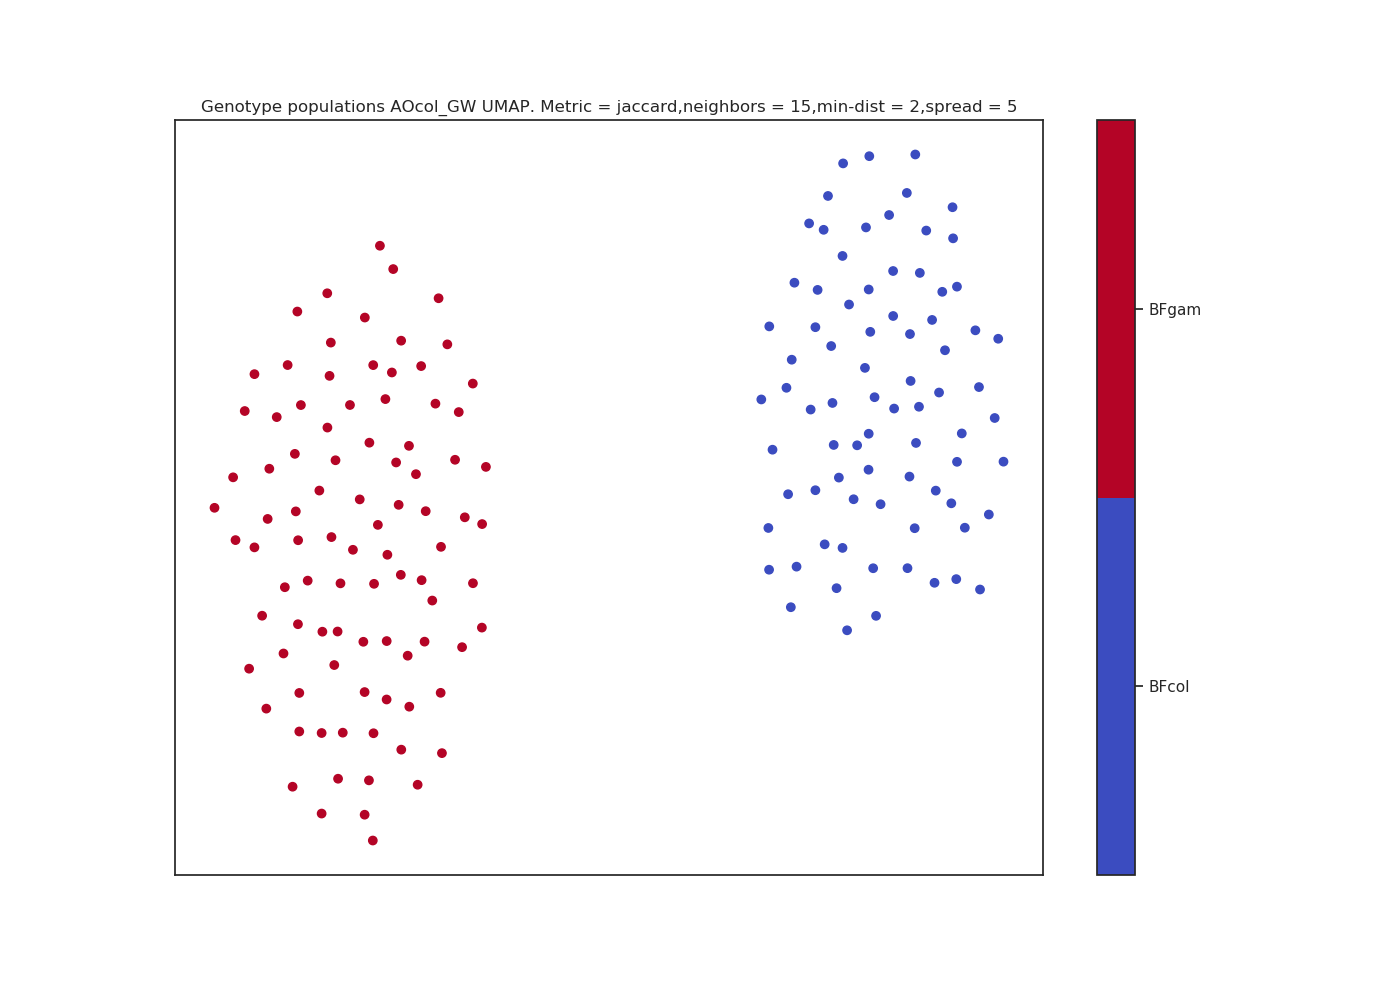 Genotype populations AOcol_GW UMAP. Metric = jaccard,neighbors = 15,min-dist = 2,spread = 5
BFgam
BFcol